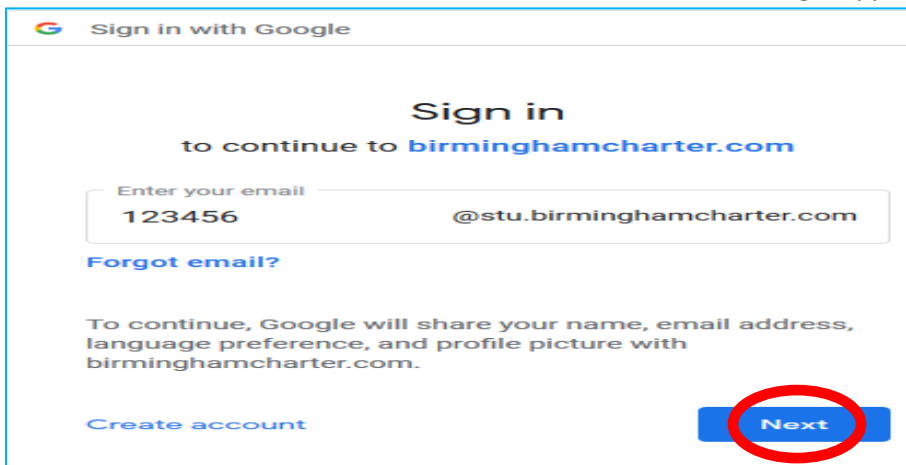 Sign in with Google
Sign in
to continue to birminghamcharter.com
Enter your email
123456 @stu.birminghamcharter.com
Forgot email?
To continue, Google will share your name, email address,
language preference, and profile picture with
birminghamcharter.com.
Create account Next